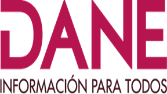 DANE
INFORMACIÓN PARA TODOS